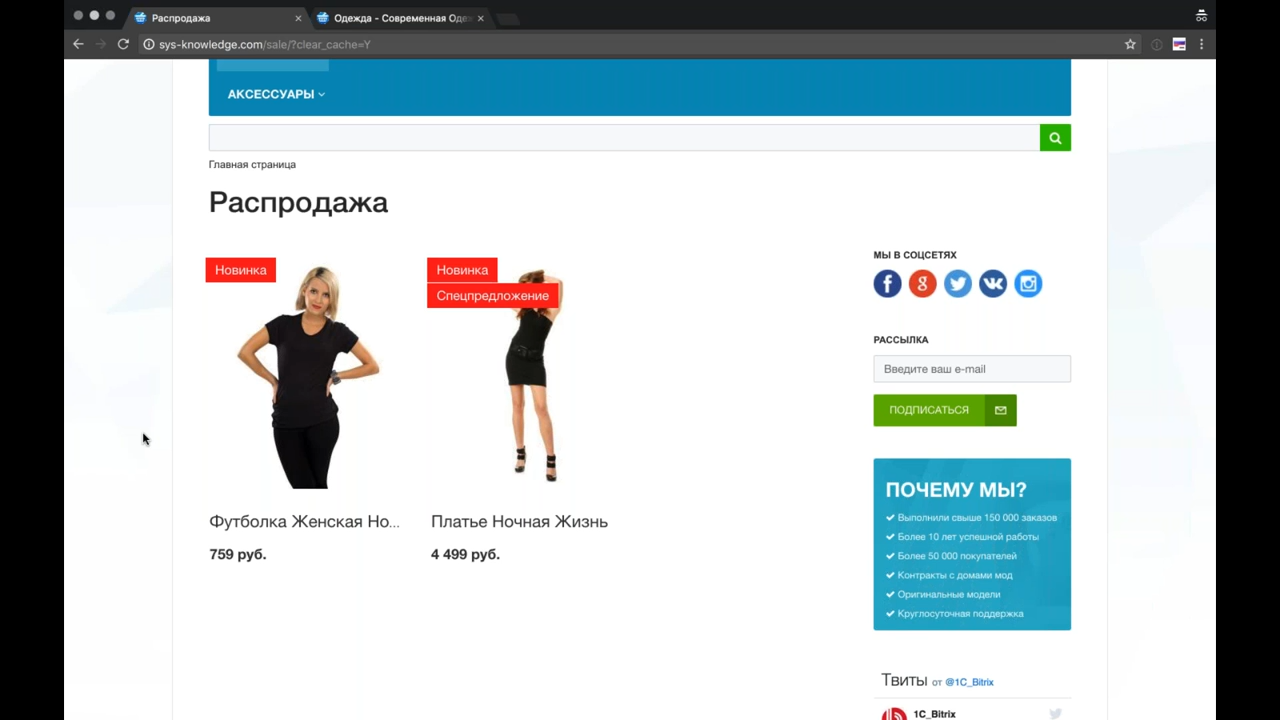 Распродажа
Одежда - Современная Оде
sys-knowledge.com/sale/?clear_cache=Y
АКСЕССУАРЫ
Главная страница
Распродажа
Новинка
Футболка Женская Но...
759 руб.
Новинка
Спецпредложение
Платье Ночная Жизнь
4 499 руб.
МЫ В СОЦСЕТЯХ
РАССЫЛКА
Введите ваш e-mail
ПОДПИСАТЬСЯ
ПОЧЕМУ МЫ?
Выполнили свыше 150 000 заказов
Более 10 лет успешной работы
Более 50 000 покупателей
Контракты с домами мод
Оригинальные модели
Круглосуточная поддержка
Твиты от @1C_Bitrix
1C_Bitrix